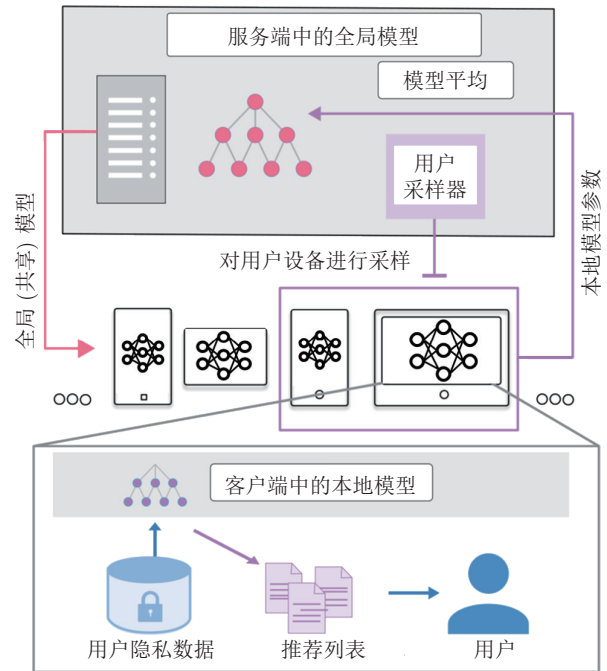 服务端中的全局模型
模型平均
用户
采样器
全局 (共享) 模型
本地模型参数
对用户设备进行采样
客户端中的本地模型
用户隐私数据
推荐列表
用户